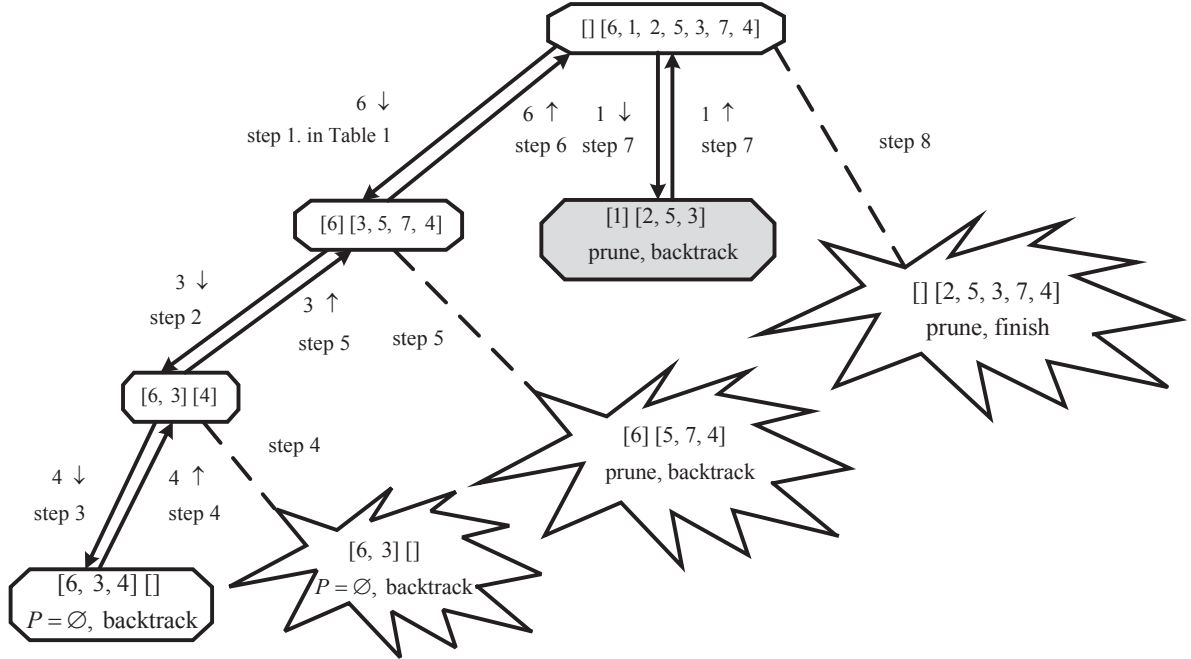 [] [6, 1, 2, 5, 3, 7, 4]
6 ↓
step 1. in Table 1
6 ↑
step 6
1 ↓
step 7
1 ↑
step 7
step 8
[6] [3, 5, 7, 4]
[1] [2, 5, 3]
prune, backtrack
[] [2, 5, 3, 7, 4]
prune, finish
3 ↓
step 2
3 ↑
step 5
step 5
[6, 3] [4]
[6] [5, 7, 4]
prune, backtrack
4 ↓
step 3
4 ↑
step 4
step 4
[6, 3] []
P = ∅, backtrack
[6, 3, 4] []
P = ∅, backtrack